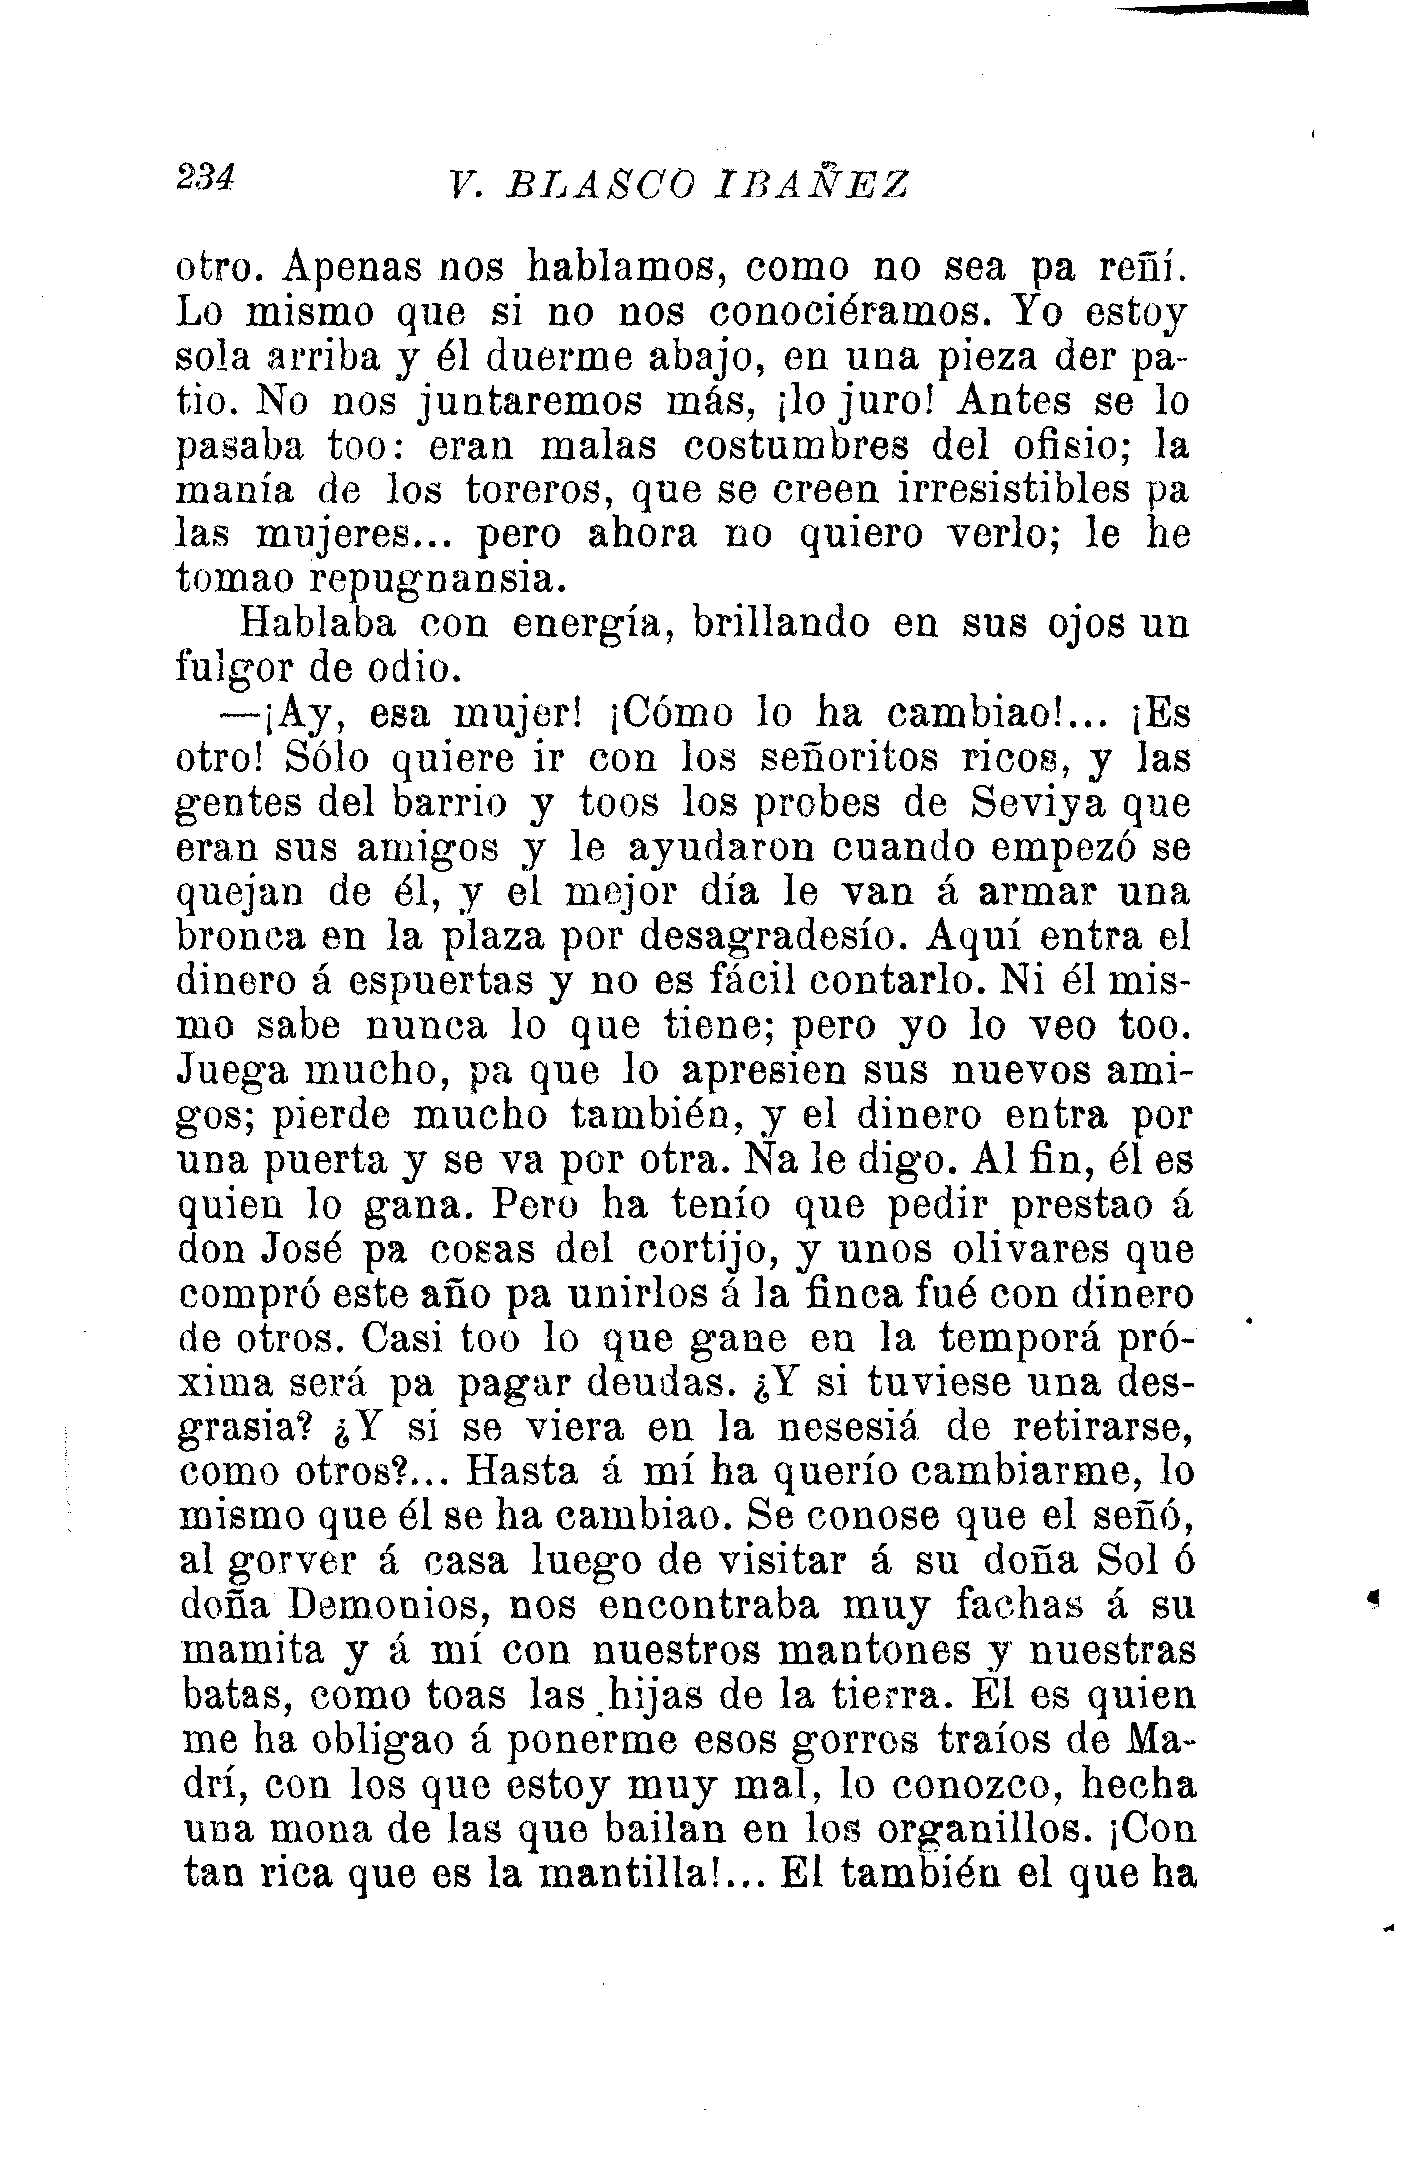 234 V. BLASCO IBAÑEZ
otro. Apenas nos hablamos, como no sea pa reñí.
Lo mismo que si no nos conociéramos. Yo estoy
sola arriba y él duerme abajo, en una pieza der pa-
tio. No nos juntaremos más, ¡lo juro! Antes se lo
pasaba too: eran malas costumbres del ofisio; la
manía de los toreros, que se creen irresistibles pa
las mujeres... pero ahora no quiero verlo; le he
tomao repugnansia.
Hablaba con energía, brillando en sus ojos un
fulgor de odio.
—¡Ay, esa mujer! ¡Cómo lo ha cambiao!... ¡Es
otro! Sólo quiere ir con los señoritos ricos, y las
gentes del barrio y toos los probes de Seviya que
eran sus amigos y le ayudaron cuando empezó se
quejan de él, y el mejor día le van á armar una
bronca en la plaza por desagradesío. Aquí entra el
dinero á espuertas y no es fácil contarlo. Ni él mis-
mo sabe nunca lo que tiene; pero yo lo veo too.
Juega mucho, pa que lo apresien sus nuevos ami-
gos; pierde mucho también, y el dinero entra por
una puerta y se va por otra. Na le digo. Al fin, él es
quien lo gana. Pero ha tenío que pedir prestao á
don José pa cosas del cortijo, y unos olivares que
compró este año pa unirlos á la finca fué con dinero
de otros. Casi too lo que gane en la temporá pró-
xima será pa pagar deudas. ¿Y si tuviese una des-
grasia? ¿Y si se viera en la nesesiá de retirarse,
como otros?... Hasta á mí ha querío cambiarme, lo
mismo que él se ha cambiao. Se conose que el señó,
al gorver á casa luego de visitar á su doña Sol ó
doña Demonios, nos encontraba muy fachas á su
mamita y á mí con nuestros mantones y nuestras
batas, como toas las hijas de la tierra. Él es quien
me ha obligao á ponerme esos gorros traíos de Ma-
drí, con los que estoy muy mal, lo conozco, hecha
una mona de las que bailan en los organillos. ¡Con
tan rica que es la mantilla!... El también el que ha